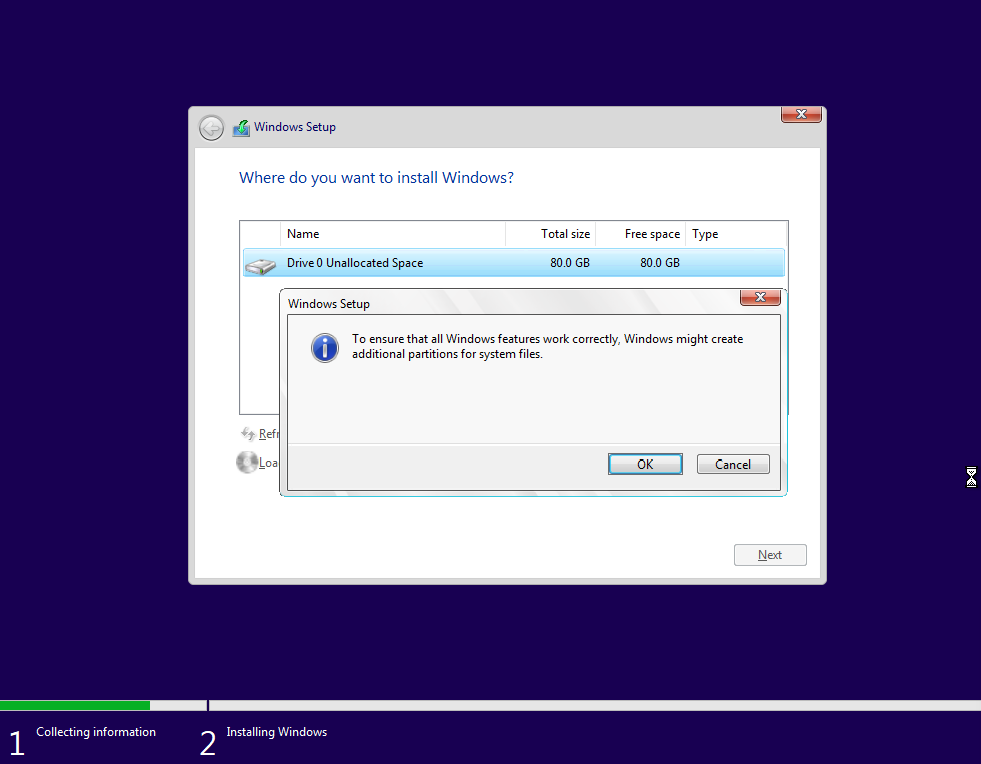 Windows Setup
Where do you want to install Windows?
Name Total size Free space Type
Drive 0 Unallocated Space 80.0 GB 80.0 GB
Windows Setup
To ensure that all Windows features work correctly, Windows might create
additional partitions for system files.
Refr
Loa
OK Cancel
Next
1 Collecting information 2 Installing Windows